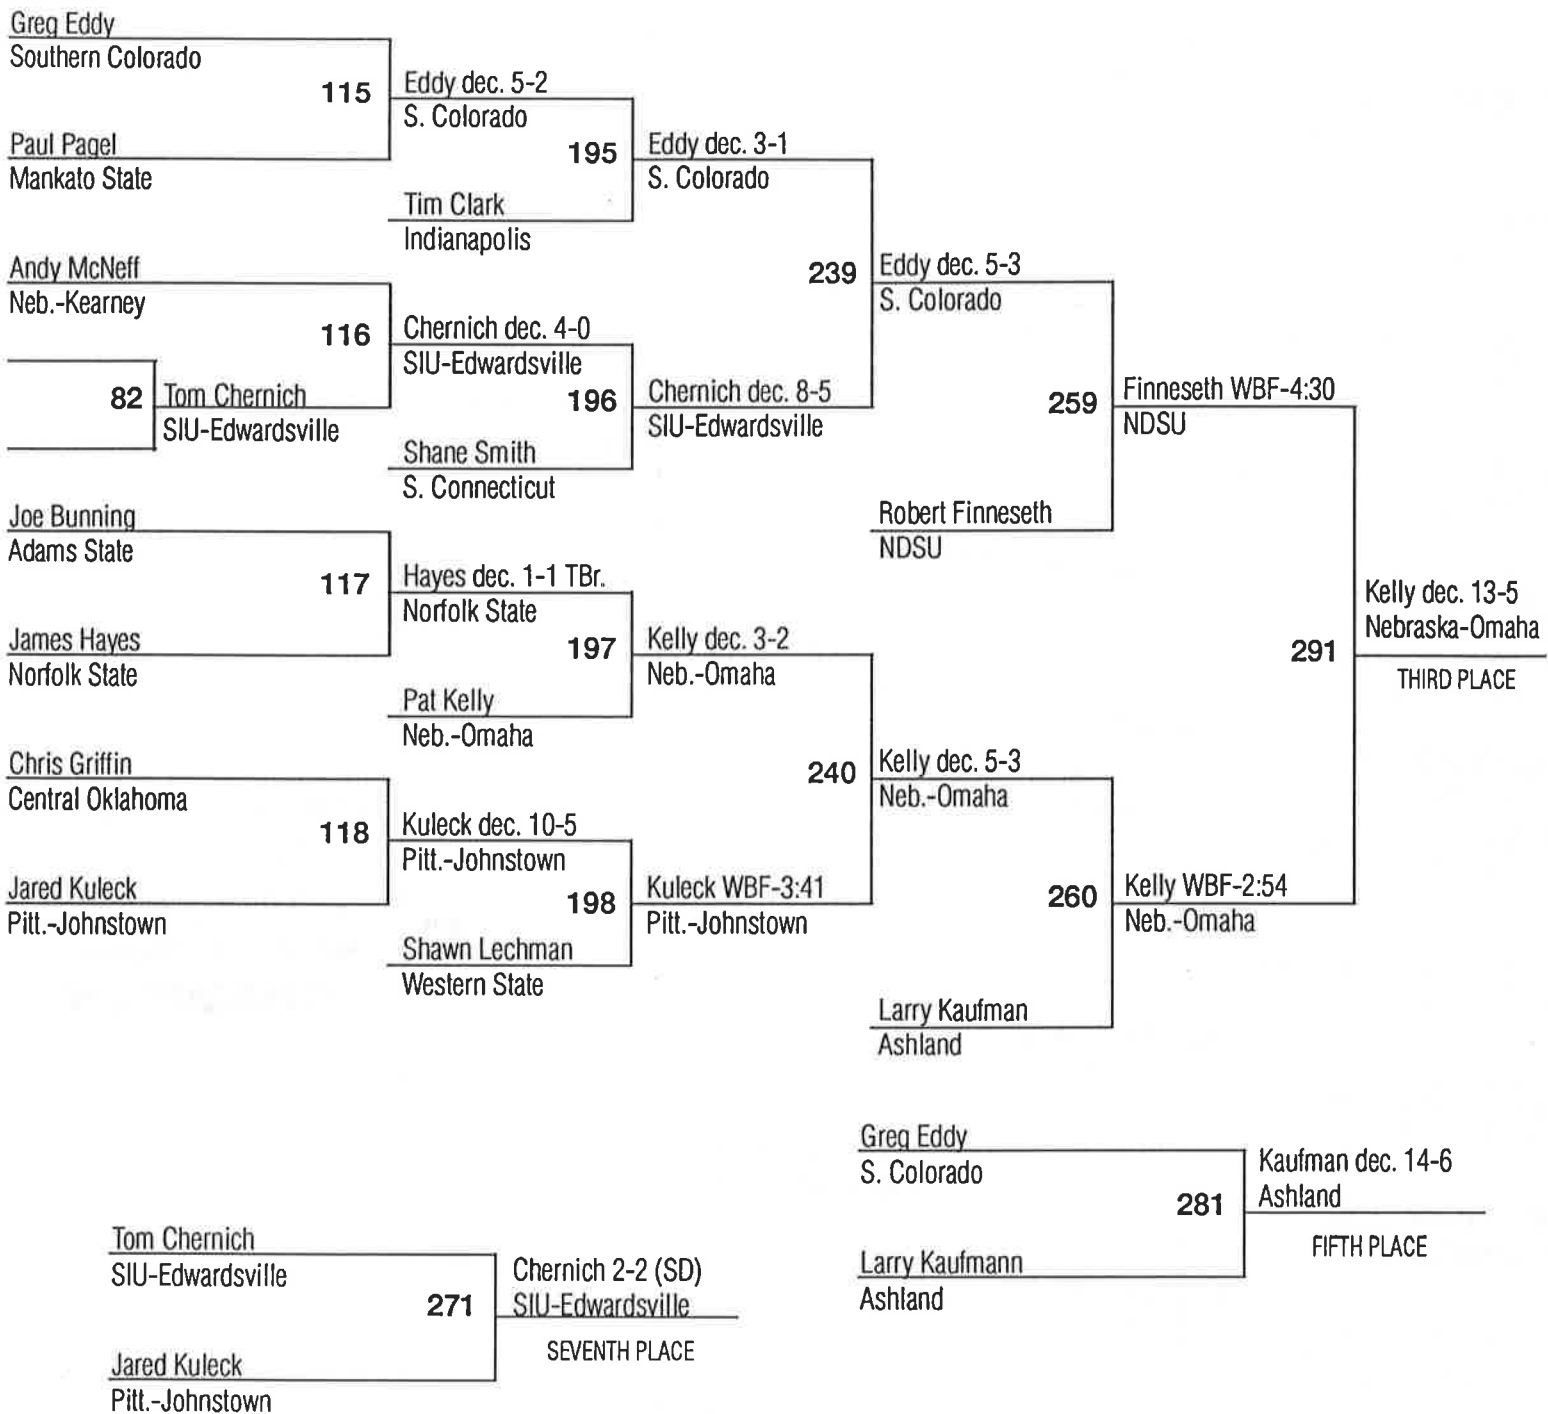 Greg Eddy
Southern Colorado
115
Eddy dec. 5-2
S. Colorado
Paul Pagel
Mankato State
195
Eddy dec. 3-1
S. Colorado
Tim Clark
Indianapolis
Andy McNeff
Neb.-Kearney
239
Eddy dec. 5-3
S. Colorado
116
Chernich dec. 4-0
SIU-Edwardsville
82
Tom Chernich
SIU-Edwardsville
196
Chernich dec. 8-5
SIU-Edwardsville
259
Finneseth WBF-4:30
NDSU
Shane Smith
S. Connecticut
Joe Bunning
Adams State
Robert Finneseth
NDSU
117
Hayes dec. 1-1 TBr.
Norfolk State
Kelly dec. 13-5
Nebraska-Omaha
291
THIRD PLACE
James Hayes
Norfolk State
197
Kelly dec. 3-2
Neb.-Omaha
Pat Kelly
Neb.-Omaha
Chris Griffin
Central Oklahoma
240
Kelly dec. 5-3
Neb.-Omaha
118
Kuleck dec. 10-5
Pitt.-Johnstown
Jared Kuleck
Pitt.-Johnstown
198
Kuleck WBF-3:41
Pitt.-Johnstown
260
Kelly WBF-2:54
Neb.-Omaha
Shawn Lechman
Western State
Larry Kaufman
Ashland
Greg Eddy
S. Colorado
281
Kaufman dec. 14-6
Ashland
FIFTH PLACE
Larry Kaufmann
Ashland
Tom Chernich
SIU-Edwardsville
271
Chernich 2-2 (SD)
SIU-Edwardsville
SEVENTH PLACE
Jared Kuleck
Pitt.-Johnstown